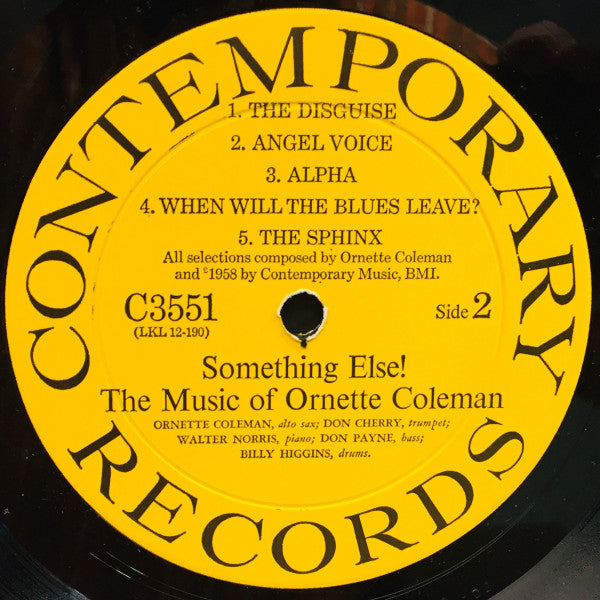 CONTEMPORARY
1. THE DISGUISE
2. ANGEL VOICE
3. ALPHA
4. WHEN WILL THE BLUES LEAVE?
5. THE SPHINX
All selections composed by Ornette Coleman
and ©1958 by Contemporary Music, BMI.
C3551
(LKL 12-190)
Side 2
Something Else!
The Music of Ornette Coleman
ORNETTE COLEMAN, alto sax; DON CHERRY, trumpet;
WALTER NORRIS, piano; DON PAYNE, bass;
BILLY HIGGINS, drums.
RECORDS